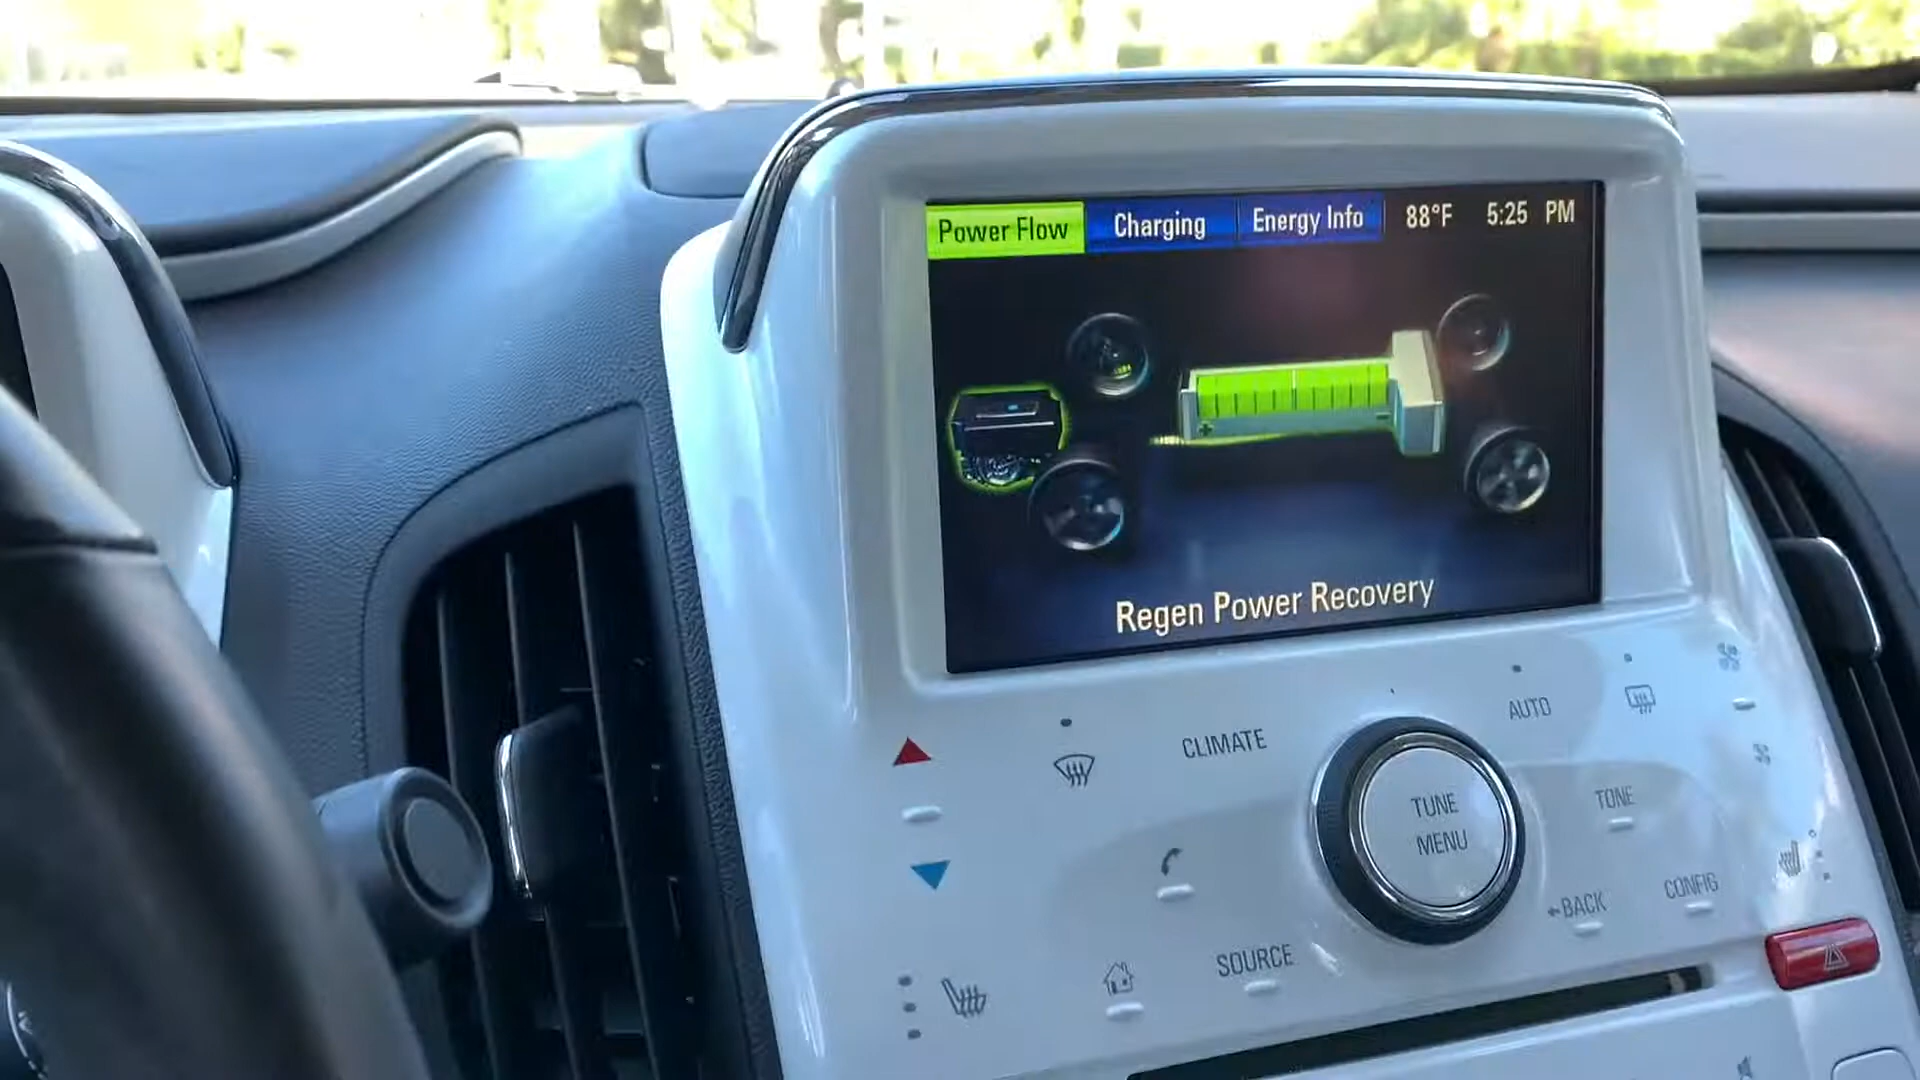 Power Flow
Charging
Energy Info
88°F
5:25 PM
Regen Power Recovery
CLIMATE
AUTO
TUNE
MENU
TONE
BACK
CONFIG
SOURCE